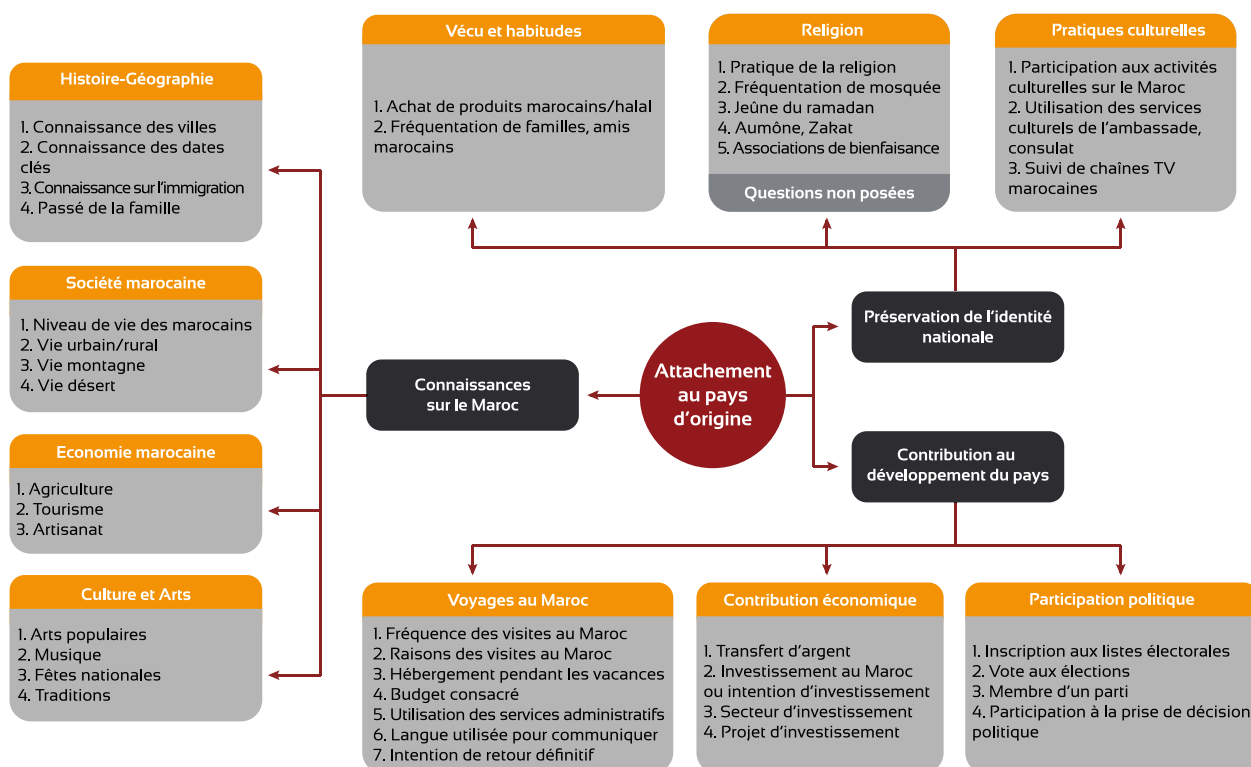 Histoire-Géographie
1. Connaissance des villes
2. Connaissance des dates
clés
3. Connaissance sur l'immigration
4. Passé de la famille
Société marocaine
1. Niveau de vie des marocains
2. Vie urbain/rural
3. Vie montagne
4. Vie désert
Economie marocaine
1. Agriculture
2. Tourisme
3. Artisanat
Culture et Arts
1. Arts populaires
2. Musique
3. Fêtes nationales
4. Traditions
Vécu et habitudes
1. Achat de produits marocains/halal
2. Fréquentation de familles, amis
marocains
Religion
1. Pratique de la religion
2. Fréquentation de mosquée
3. Jeûne du ramadan
4. Aumône, Zakat
5. Associations de bienfaisance
Questions non posées
Pratiques culturelles
1. Participation aux activités
culturelles sur le Maroc
2. Utilisation des services
culturels de l'ambassade,
consulat
3. Suivi de chaînes TV
marocaines
Connaissances
sur le Maroc
Attachement
au pays
d'origine
Préservation de l'identité
nationale
Contribution au
développement du pays
Voyages au Maroc
1. Fréquence des visites au Maroc
2. Raisons des visites au Maroc
3. Hébergement pendant les vacances
4. Budget consacré
5. Utilisation des services administratifs
6. Langue utilisée pour communiquer
7. Intention de retour définitif
Contribution économique
1. Transfert d'argent
2. Investissement au Maroc
ou intention d'investissement
3. Secteur d'investissement
4. Projet d'investissement
Participation politique
1. Inscription aux listes électorales
2. Vote aux élections
3. Membre d'un parti
4. Participation à la prise de décision
politique